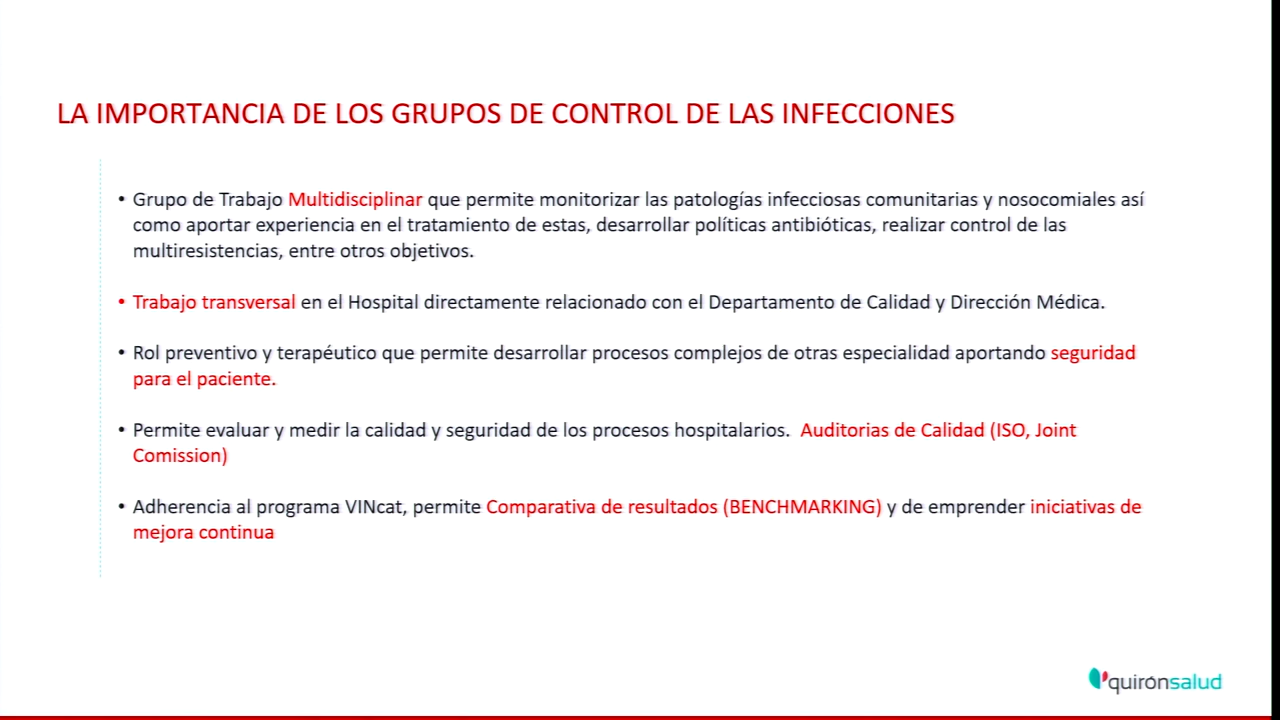 LA IMPORTANCIA DE LOS GRUPOS DE CONTROL DE LAS INFECCIONES
• Grupo de Trabajo Multidisciplinar que permite monitorizar las patologías infecciosas comunitarias y nosocomiales así
como aportar experiencia en el tratamiento de estas, desarrollar políticas antibióticas, realizar control de las
multiresistencias, entre otros objetivos.
• Trabajo transversal en el Hospital directamente relacionado con el Departamento de Calidad y Dirección Médica.
• Rol preventivo y terapéutico que permite desarrollar procesos complejos de otras especialidad aportando seguridad
para el paciente.
• Permite evaluar y medir la calidad y seguridad de los procesos hospitalarios. Auditorias de Calidad (ISO, Joint
Comission)
• Adherencia al programa VINcat, permite Comparativa de resultados (BENCHMARKING) y de emprender iniciativas de
mejora continua
quirónsalud